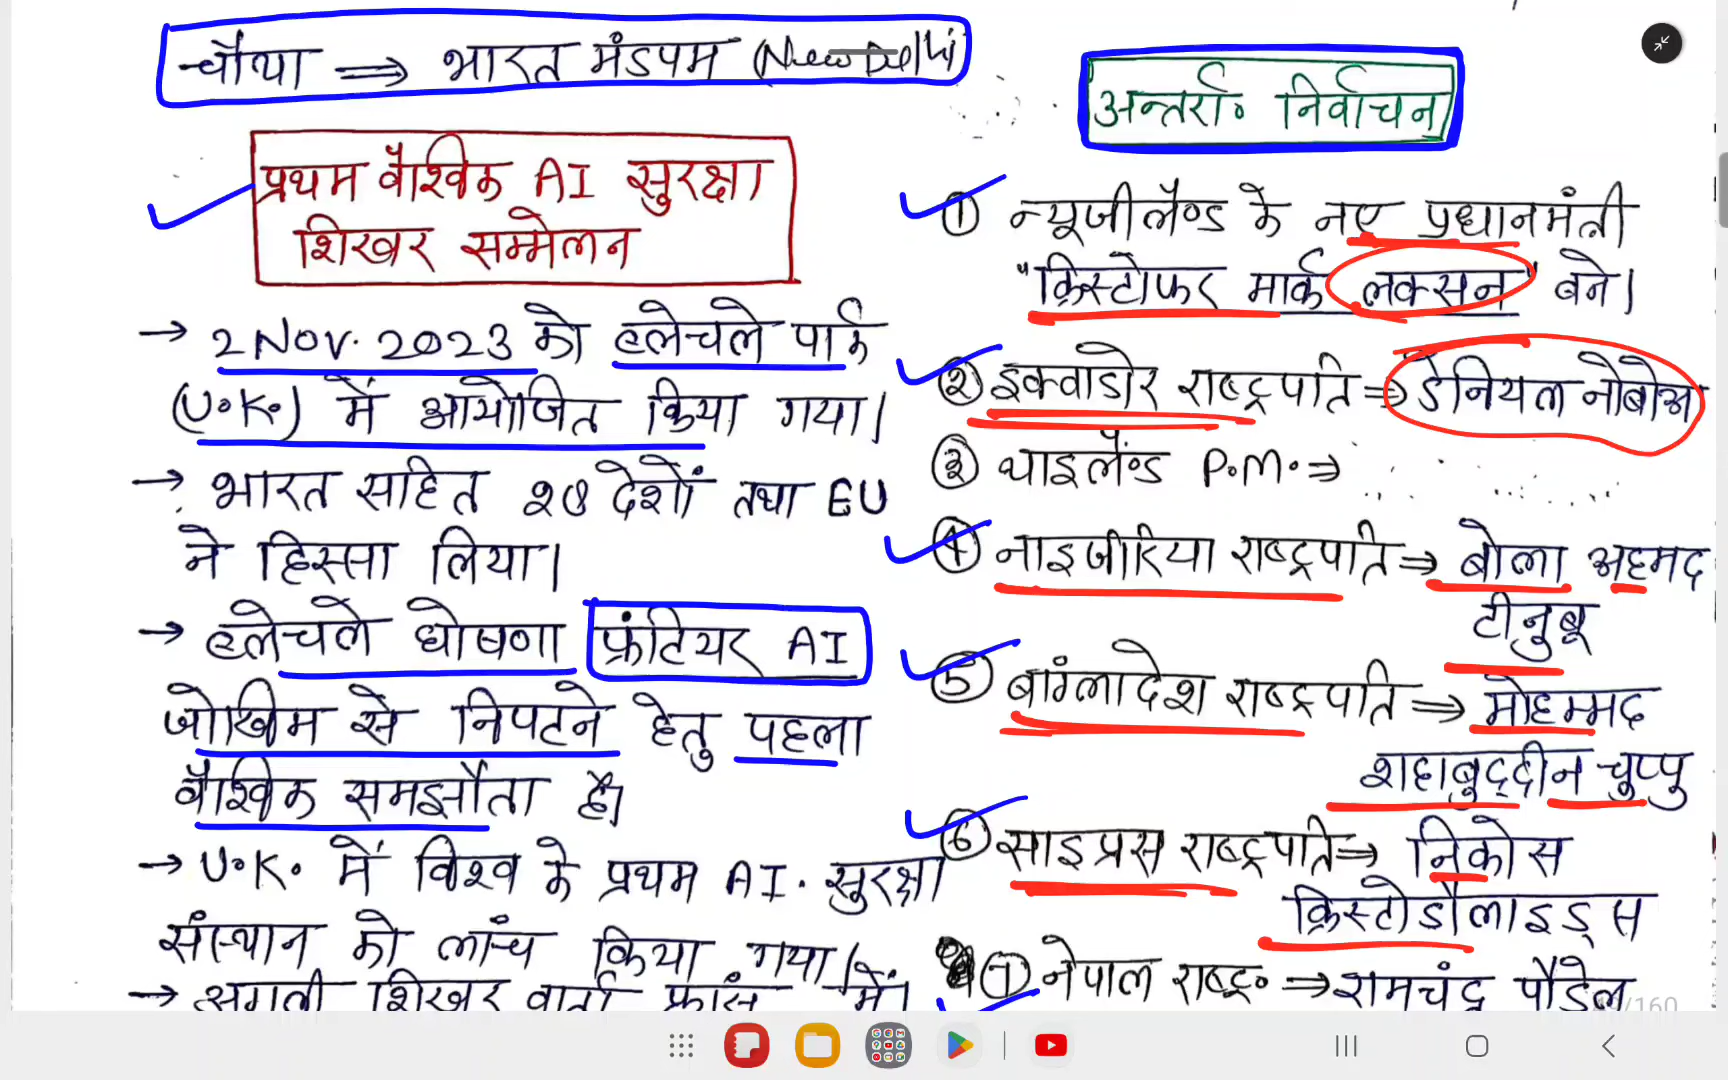 चौथा ⇒ भारत मंडपम (New Delhi)
प्रथम वैश्विक AI सुरक्षा
शिखर सम्मेलन
→ 2 Nov. 2023 को ब्लेचले पार्क
(U.K.) में आयोजित किया गया।
→ भारत सहित 28 देशों तथा EU
ने हिस्सा लिया।
→ ब्लेचले घोषणा फ्रंटियर AI
जोखिम से निपटने हेतु पहला
वैश्विक समझौता है।
→ U.K. में विश्व के प्रथम AI. सुरक्षा
संस्थान को लांच किया गया।
→ अगली शिखर वार्ता फ्रांस में।
अन्तर्रा॰ निर्वाचन
① न्यूजीलैण्ड के नए प्रधानमंत्री
"क्रिस्टोफर मार्क लक्सन" बने।
② इक्वाडोर राष्ट्रपति ⇒ डेनियल नोबोआ
③ थाइलैण्ड P.M. ⇒
④ नाइजीरिया राष्ट्रपति ⇒ बोला अहमद
टीनुबू
⑤ बांग्लादेश राष्ट्रपति ⇒ मोहम्मद
शहाबुद्दीन चुप्पु
⑥ साइप्रस राष्ट्रपति ⇒ निकोस
क्रिस्टोडौलाइड्स
⑦ नेपाल राष्ट्र॰ ⇒ रामचंद्र पौडेल
/160